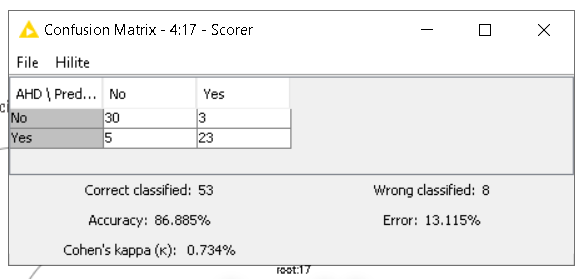 Confusion Matrix - 4:17 - Scorer
File Hilite
AHD \ Pred... No Yes
No 30 3
Yes 5 23
Correct classified: 53 Wrong classified: 8
Accuracy: 86.885% Error: 13.115%
Cohen's kappa (κ): 0.734%
root:17